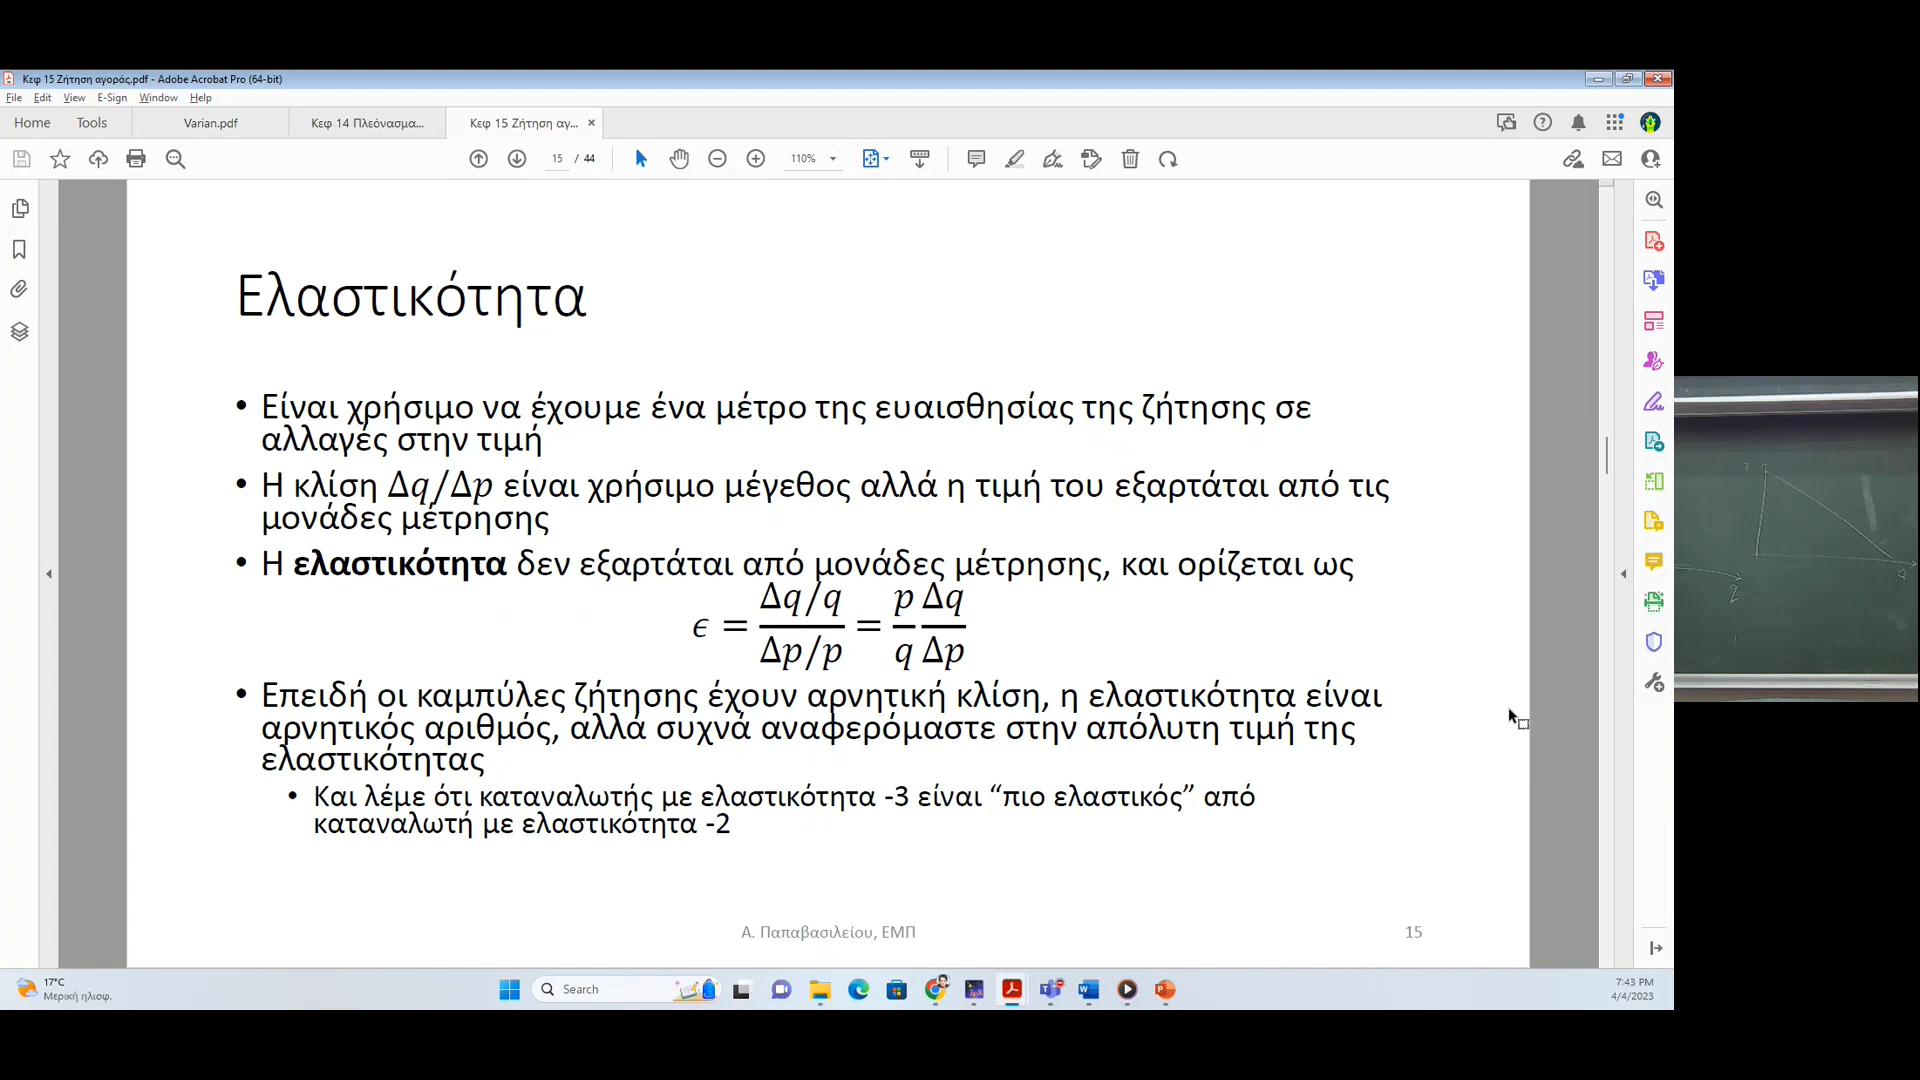 Κεφ 15 Ζήτηση αγοράς.pdf - Adobe Acrobat Pro (64-bit)
File Edit View E-Sign Window Help
Home Tools Varian.pdf Κεφ 14 Πλεόνασμα... Κεφ 15 Ζήτηση αγ... ×
15 / 44 110%
Ελαστικότητα
• Είναι χρήσιμο να έχουμε ένα μέτρο της ευαισθησίας της ζήτησης σε
αλλαγές στην τιμή
• Η κλίση Δq/Δp είναι χρήσιμο μέγεθος αλλά η τιμή του εξαρτάται από τις
μονάδες μέτρησης
• Η ελαστικότητα δεν εξαρτάται από μονάδες μέτρησης, και ορίζεται ως
ϵ = (Δq/q)/(Δp/p) = p/q Δq/Δp
• Επειδή οι καμπύλες ζήτησης έχουν αρνητική κλίση, η ελαστικότητα είναι
αρνητικός αριθμός, αλλά συχνά αναφερόμαστε στην απόλυτη τιμή της
ελαστικότητας
• Και λέμε ότι καταναλωτής με ελαστικότητα -3 είναι “πιο ελαστικός” από
καταναλωτή με ελαστικότητα -2
Α. Παπαβασιλείου, ΕΜΠ
15
17°C
Μερική ηλιοφ.
Search
7:43 PM
4/4/2023